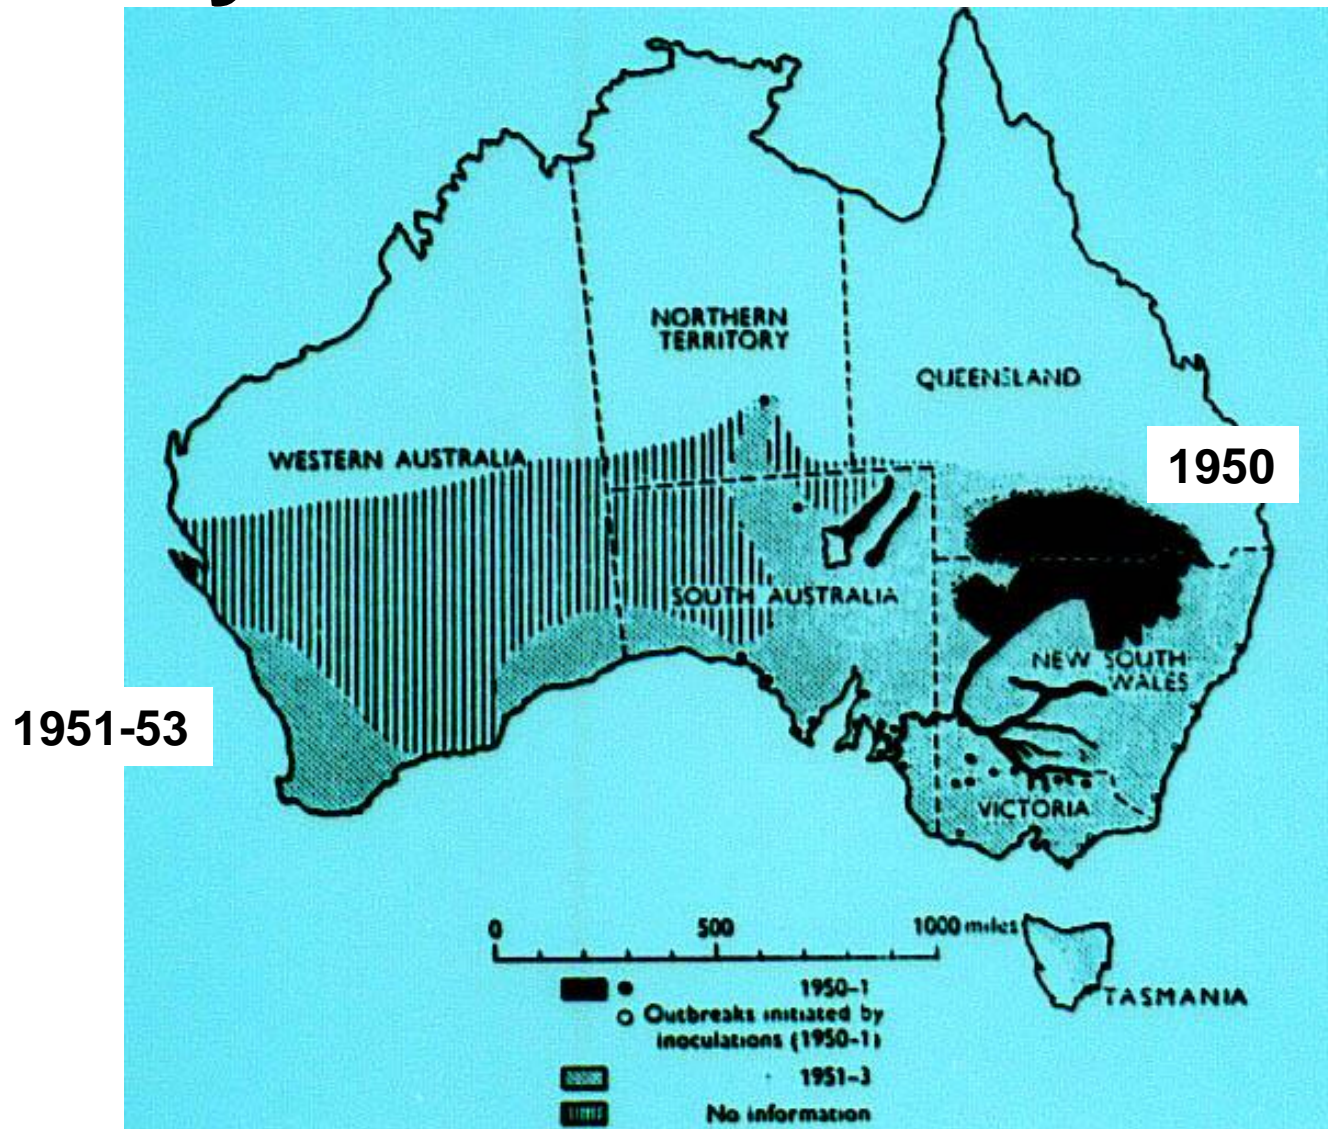 NORTHERN
TERRITORY
QUEENSLAND
WESTERN AUSTRALIA
1950
SOUTH AUSTRALIA
NEW SOUTH
WALES
1951-53
VICTORIA
0 500 1000 miles
TASMANIA
1950-1
Outbreaks initiated by
inoculations (1950-1)
1951-3
No information